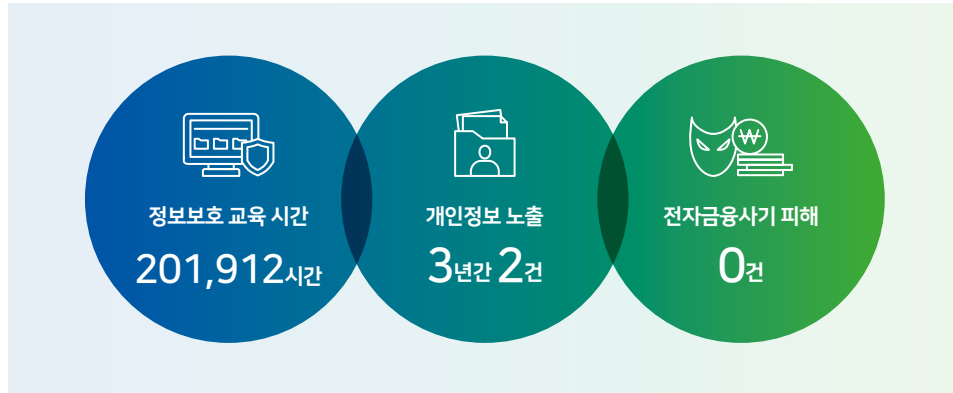 정보보호 교육 시간
201,912시간
개인정보 노출
3년간 2건
₩
전자금융사기 피해
0건